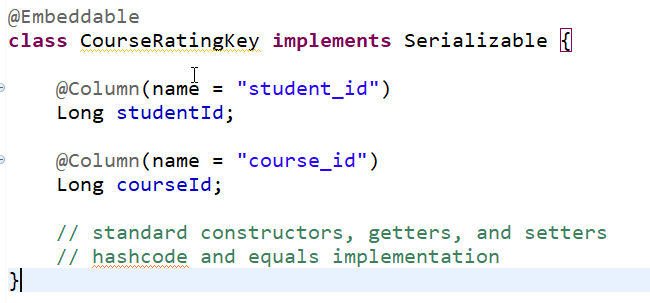 @Embeddable
class CourseRatingKey implements Serializable {
@Column(name = "student_id")
Long studentId;
@Column(name = "course_id")
Long courseId;
// standard constructors, getters, and setters
// hashcode and equals implementation
}